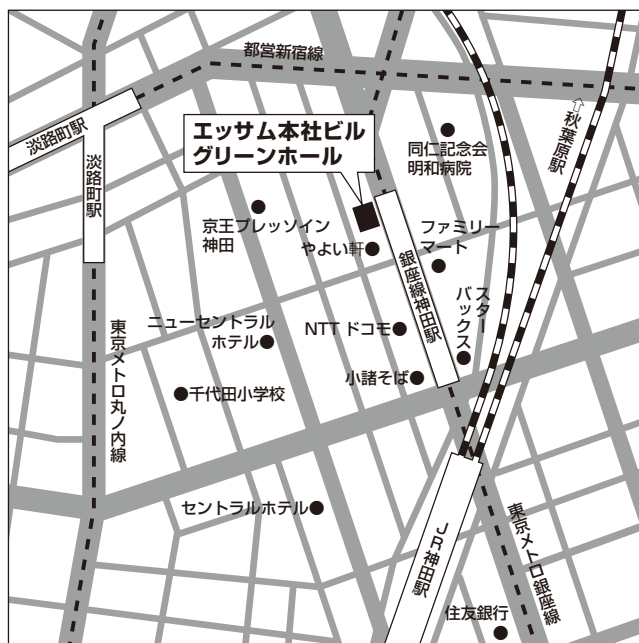 都営新宿線
淡路町駅
淡路町駅
エッサム本社ビル
グリーンホール
同仁記念会
明和病院
⇧秋葉原駅
京王プレッソイン
神田
やよい軒
ファミリー
マート
銀座線神田駅
スター
バックス
ニューセントラル
ホテル
NTT ドコモ
小諸そば
千代田小学校
東京メトロ丸ノ内線
セントラルホテル
JR神田駅
東京メトロ銀座線
住友銀行